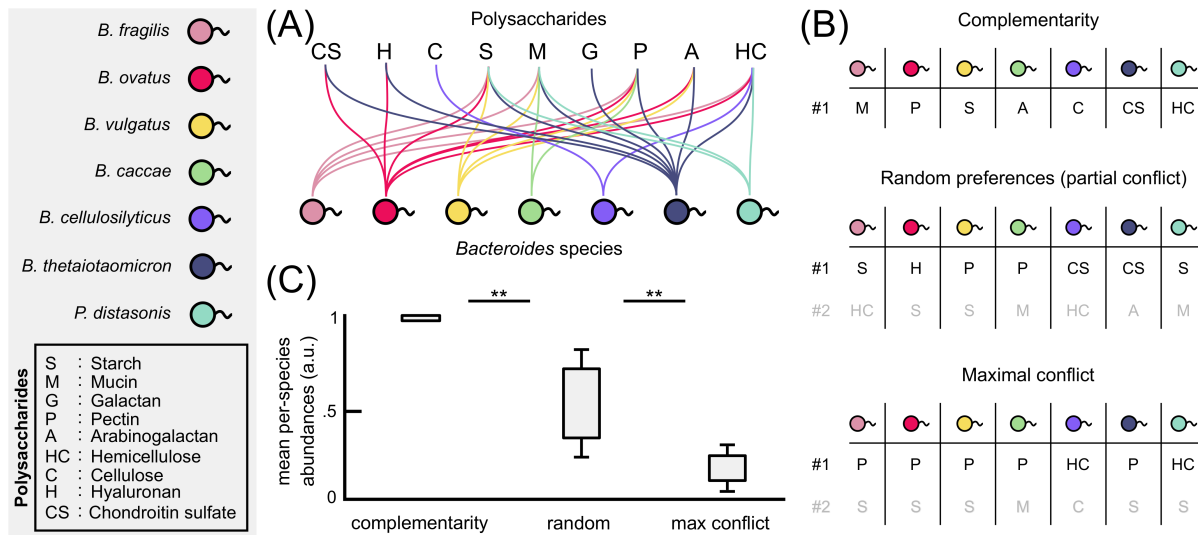 B. fragilis
B. ovatus
B. vulgatus
B. caccae
B. cellulosilyticus
B. thetaiotaomicron
P. distasonis
Polysaccharides
S : Starch
M : Mucin
G : Galactan
P : Pectin
A : Arabinogalactan
HC : Hemicellulose
C : Cellulose
H : Hyaluronan
CS : Chondroitin sulfate
(A)
Polysaccharides
CS H C S M G P A HC
Bacteroides species
(B)
Complementarity
#1 M P S A C CS HC
Random preferences (partial conflict)
#1 S H P P CS CS S
#2 HC S S M HC A M
Maximal conflict
#1 P P P P HC P HC
#2 S S S M C S S
(C)
** **
mean per-species
abundances (a.u.)
1
.5
0
complementarity random max conflict